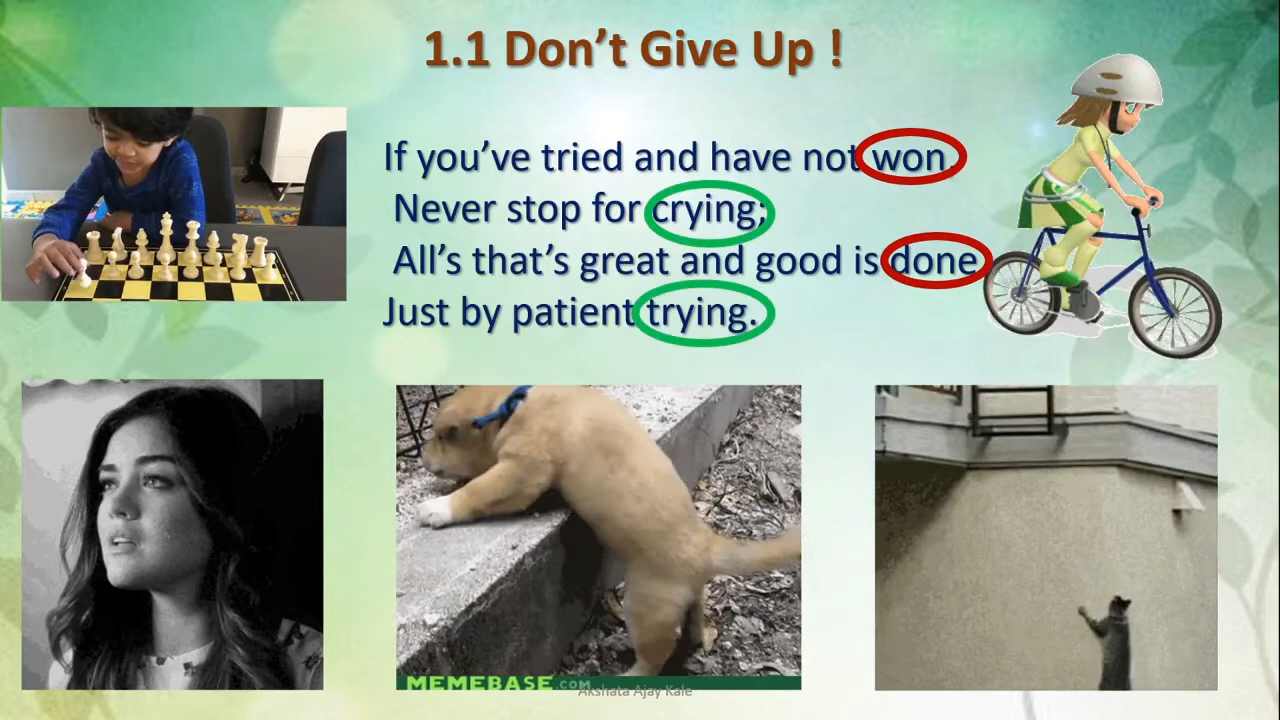 1.1 Don’t Give Up !
If you’ve tried and have not won.
Never stop for crying;
All’s that’s great and good is done
Just by patient trying.
MEMEBASE.com
Akshata Ajay Kale